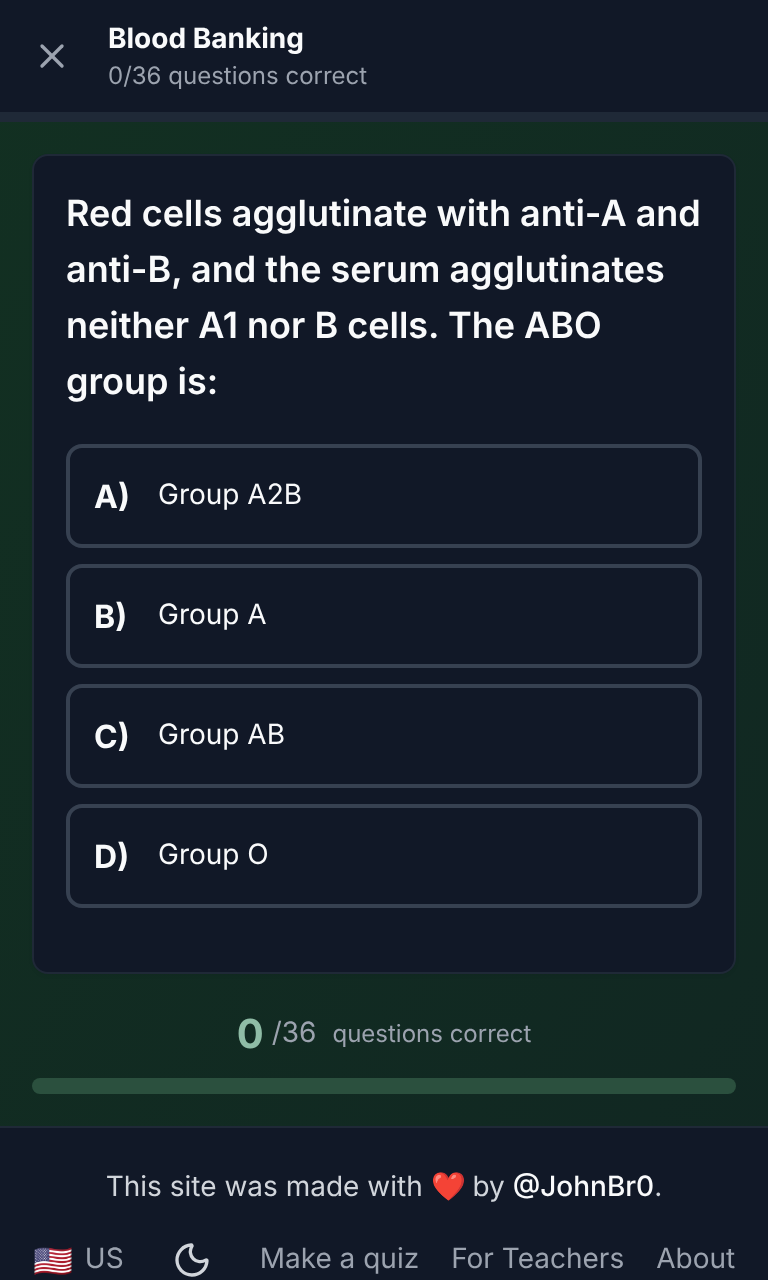 Blood Banking
0/36 questions correct
Red cells agglutinate with anti-A and
anti-B, and the serum agglutinates
neither A1 nor B cells. The ABO
group is:
A) Group A2B
B) Group A
C) Group AB
D) Group O
0 /36 questions correct
This site was made with ❤️ by @JohnBr0.
🇺🇸 US Make a quiz For Teachers About